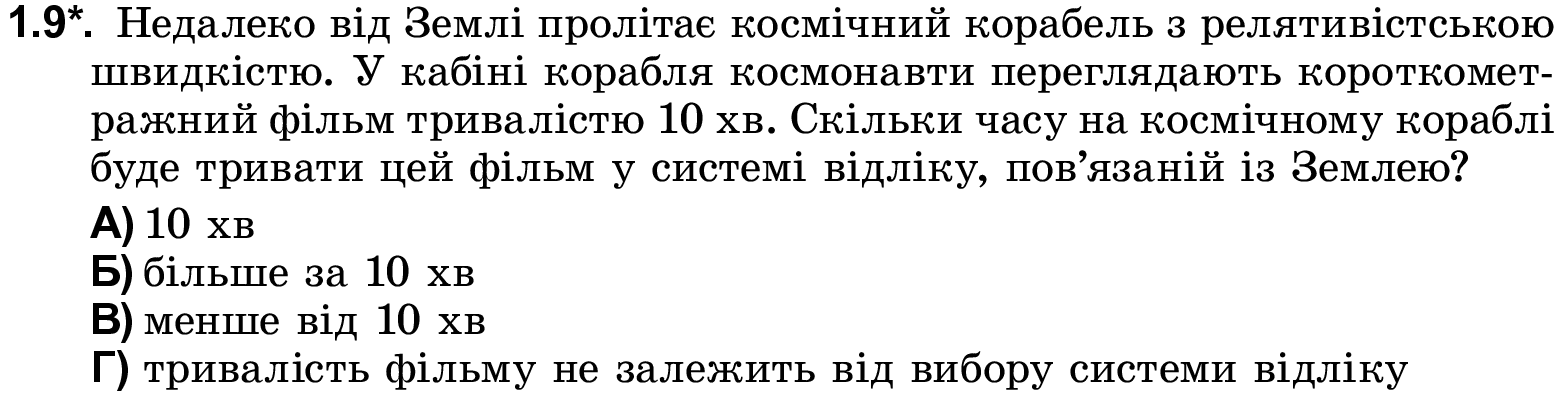 1.9*. Недалеко від Землі пролітає космічний корабель з релятивістською
швидкістю. У кабіні корабля космонавти переглядають короткомет-
ражний фільм тривалістю 10 хв. Скільки часу на космічному кораблі
буде тривати цей фільм у системі відліку, пов’язаній із Землею?
А) 10 хв
Б) більше за 10 хв
В) менше від 10 хв
Г) тривалість фільму не залежить від вибору системи відліку